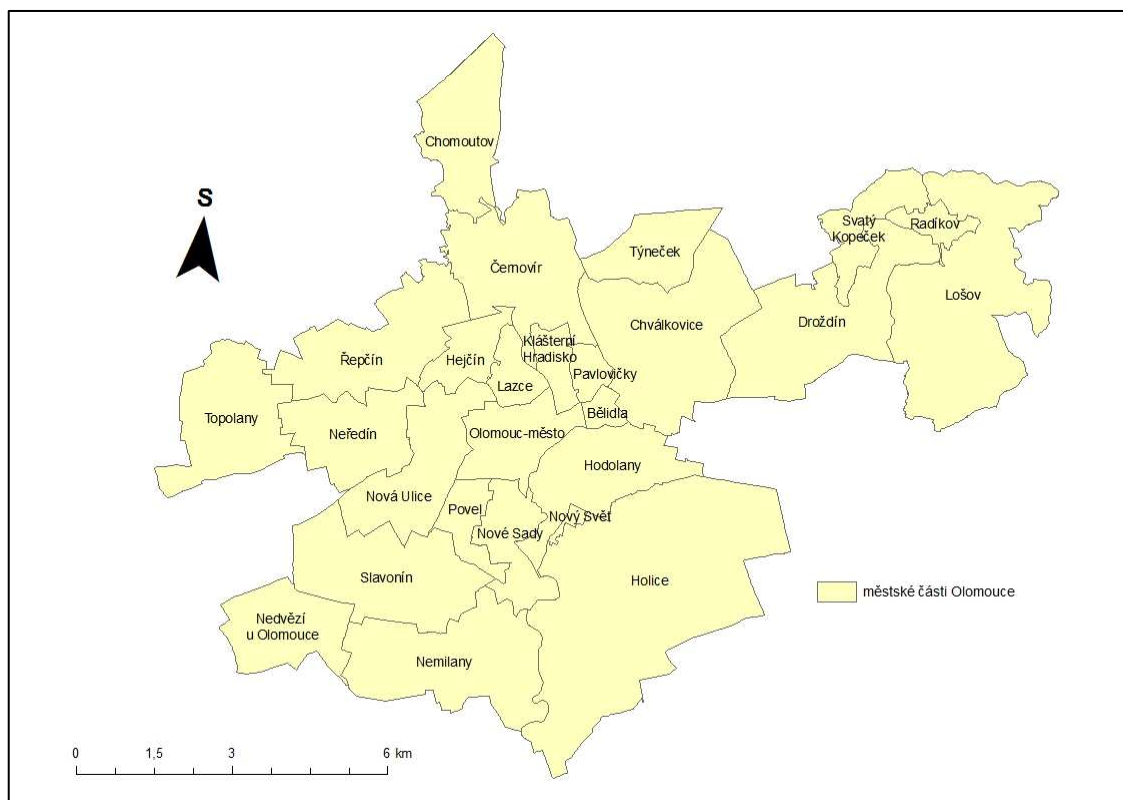 Chomoutov
S
Svatý
Kopeček
Radíkov
Týneček
Černovír
Lošov
Droždín
Chválkovice
Klášterní
Hradisko
Řepčín
Hejčín
Pavlovičky
Lazce
Topolany
Bělidla
Neředín
Olomouc-město
Hodolany
Nová Ulice
Povel
Nový Svět
Nové Sady
Slavonín
Holice
městské části Olomouce
Nedvězí
u Olomouce
Nemilany
0 1,5 3 6 km